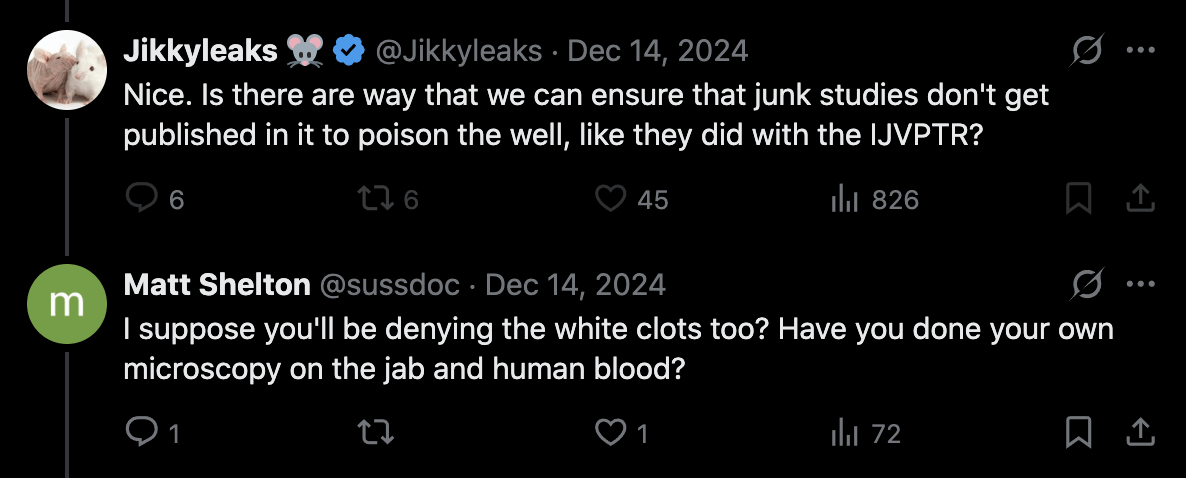 Jikkyleaks 🐭 @Jikkyleaks · Dec 14, 2024
Nice. Is there are way that we can ensure that junk studies don't get
published in it to poison the well, like they did with the IJVPTR?
6 6 45 826
m
Matt Shelton @sussdoc · Dec 14, 2024
I suppose you'll be denying the white clots too? Have you done your own
microscopy on the jab and human blood?
1 1 72